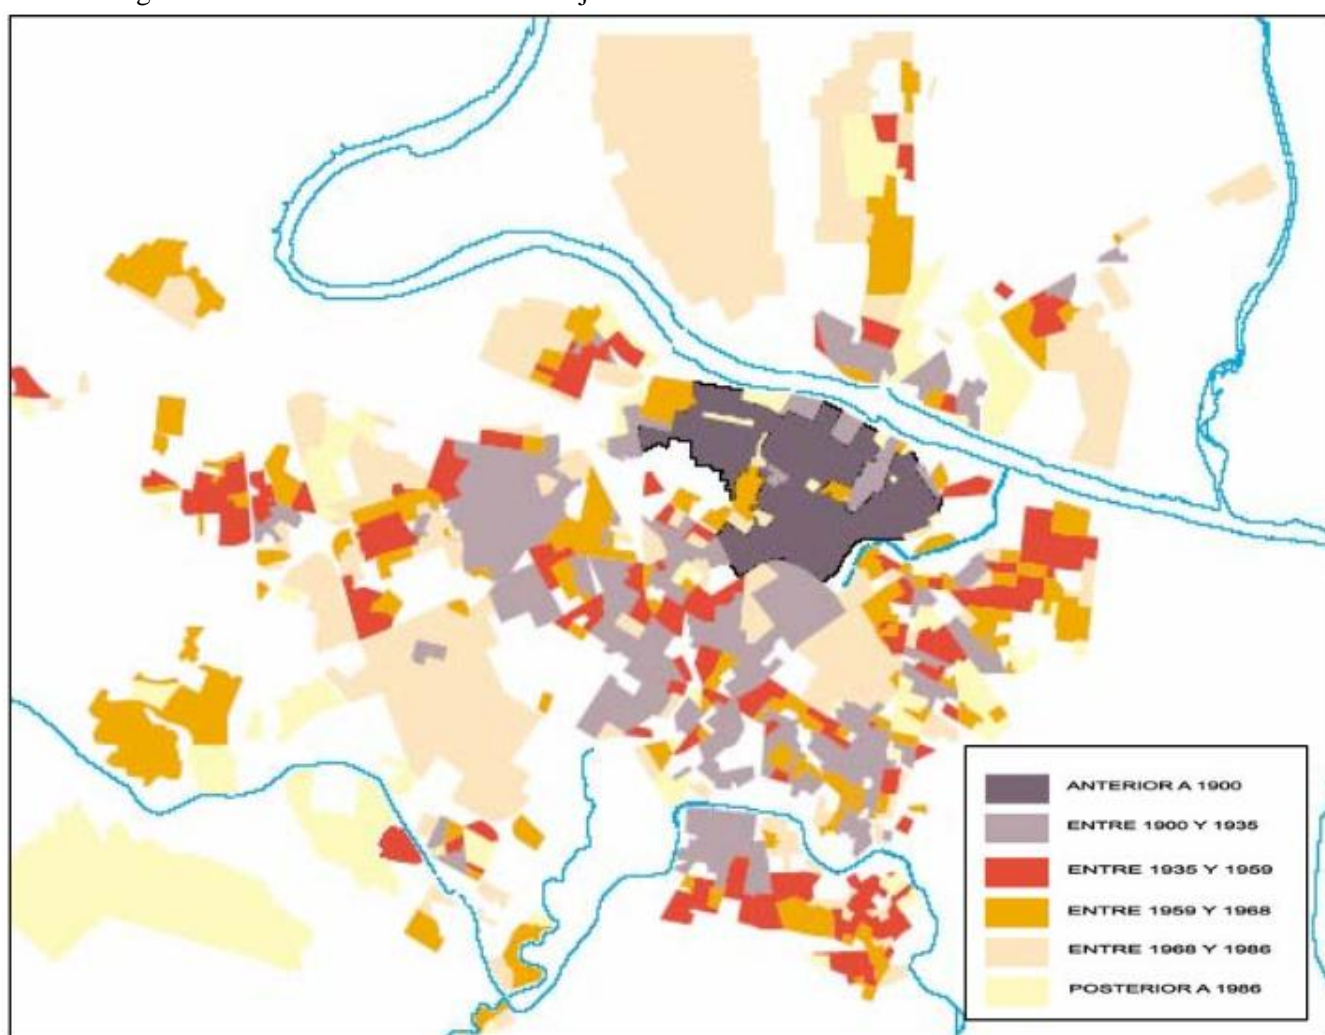 ANTERIOR A 1900
ENTRE 1900 Y 1935
ENTRE 1935 Y 1959
ENTRE 1959 Y 1968
ENTRE 1968 Y 1986
POSTERIOR A 1986